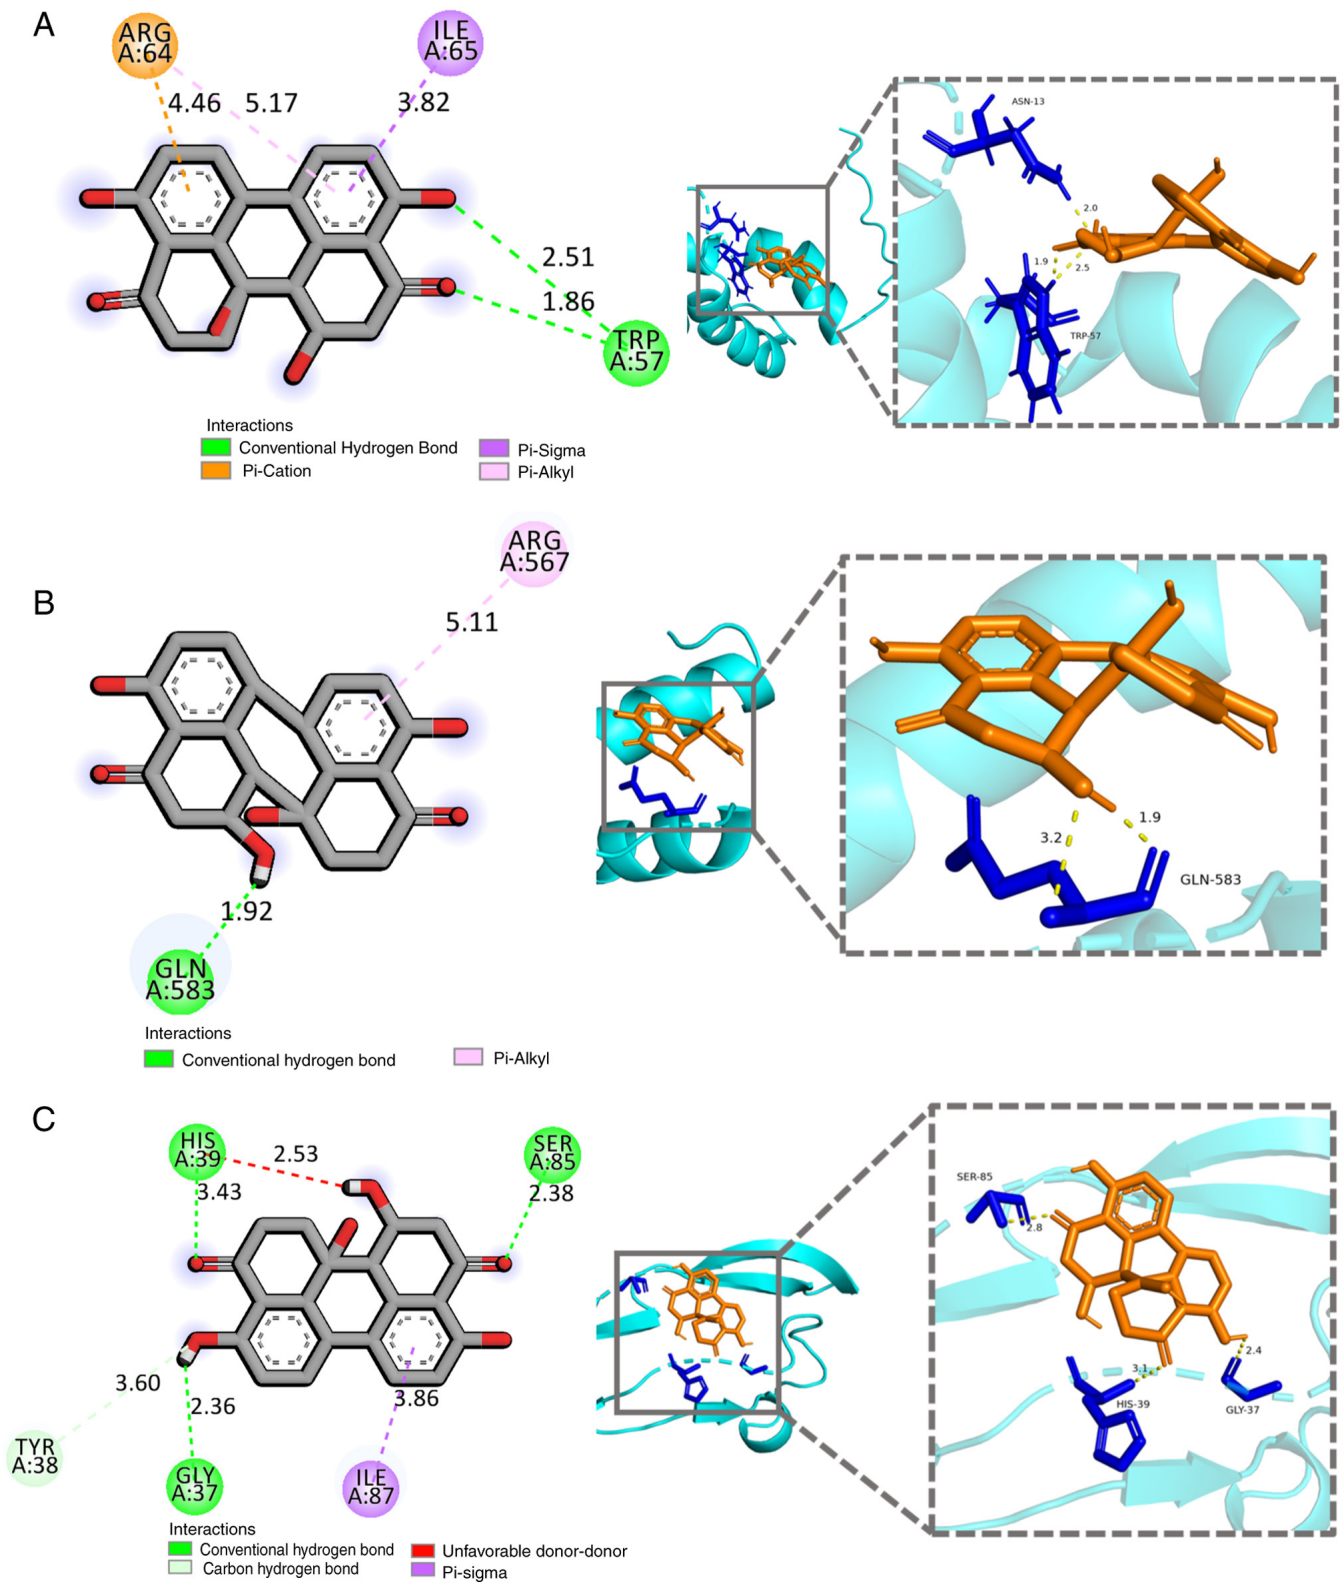 A
ARG
A:64
ILE
A:65
4.46
5.17
3.82
2.51
1.86
TRP
A:57
Interactions
Conventional Hydrogen Bond
Pi-Sigma
Pi-Cation
Pi-Alkyl
ASN-13
2.0
1.9
2.5
TRP-57
B
ARG
A:567
5.11
1.92
GLN
A:583
Interactions
Conventional hydrogen bond
Pi-Alkyl
3.2
1.9
GLN-583
C
HIS
A:39
2.53
3.43
SER
A:85
2.38
3.60
2.36
3.86
TYR
A:38
GLY
A:37
ILE
A:87
Interactions
Conventional hydrogen bond
Unfavorable donor-donor
Carbon hydrogen bond
Pi-sigma
SER-85
2.8
2.4
3.1
HIS-39
GLY-37